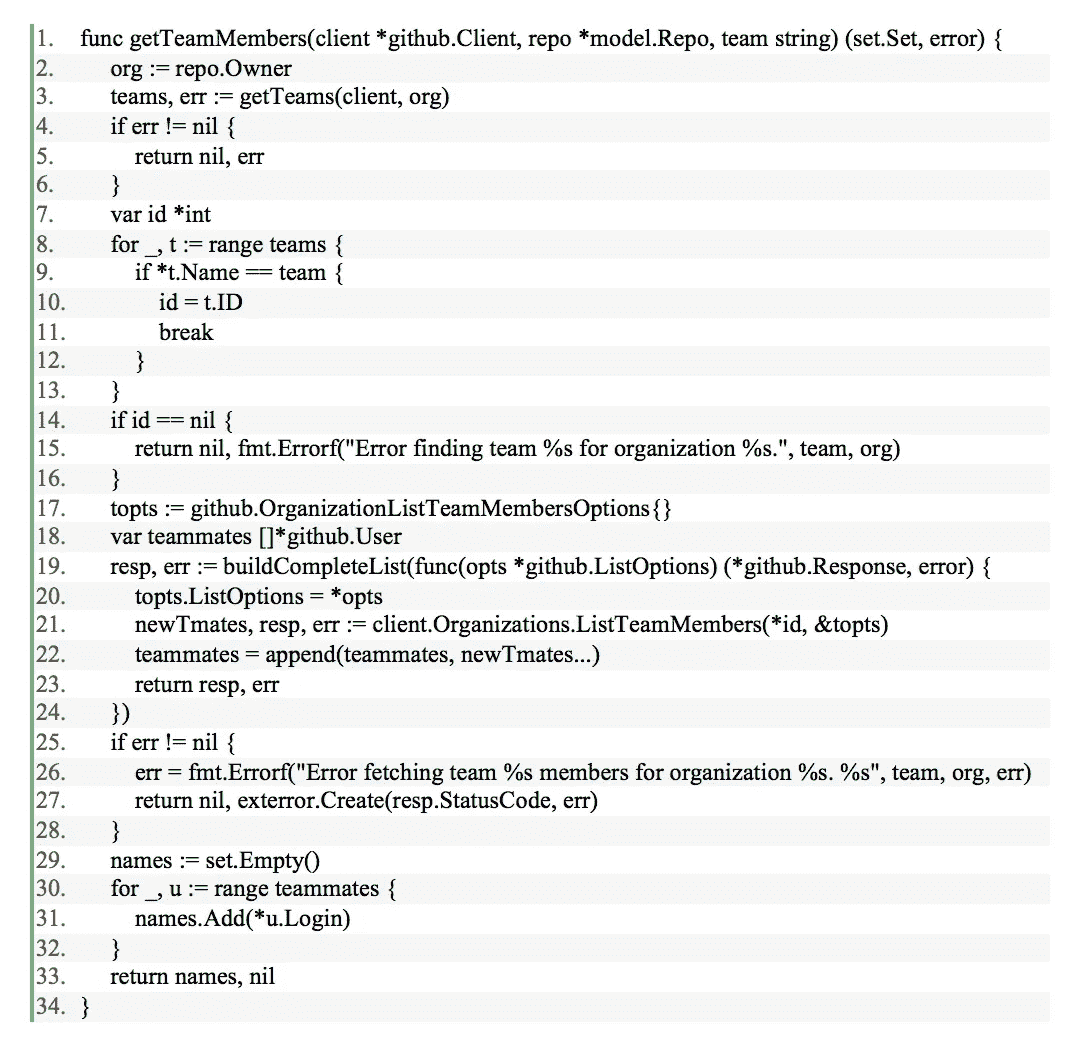 1. func getTeamMembers(client *github.Client, repo *model.Repo, team string) (set.Set, error) {
2. org := repo.Owner
3. teams, err := getTeams(client, org)
4. if err != nil {
5. return nil, err
6. }
7. var id *int
8. for _, t := range teams {
9. if *t.Name == team {
10. id = t.ID
11. break
12. }
13. }
14. if id == nil {
15. return nil, fmt.Errorf("Error finding team %s for organization %s.", team, org)
16. }
17. topts := github.OrganizationListTeamMembersOptions{}
18. var teammates []*github.User
19. resp, err := buildCompleteList(func(opts *github.ListOptions) (*github.Response, error) {
20. topts.ListOptions = *opts
21. newTmates, resp, err := client.Organizations.ListTeamMembers(*id, &topts)
22. teammates = append(teammates, newTmates...)
23. return resp, err
24. })
25. if err != nil {
26. err = fmt.Errorf("Error fetching team %s members for organization %s. %s", team, org, err)
27. return nil, exterror.Create(resp.StatusCode, err)
28. }
29. names := set.Empty()
30. for _, u := range teammates {
31. names.Add(*u.Login)
32. }
33. return names, nil
34. }